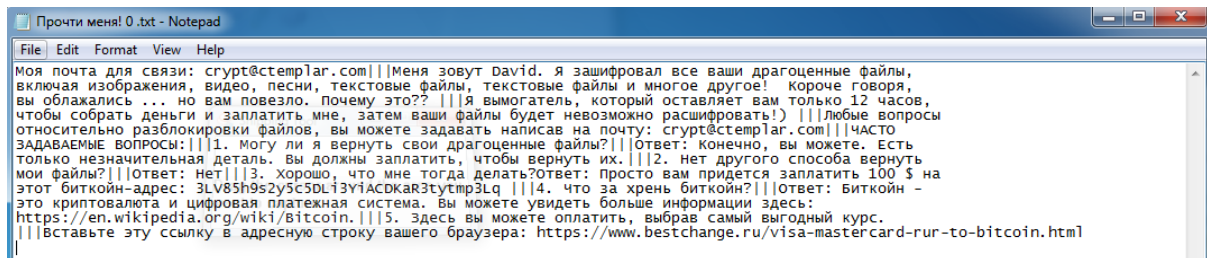 Прочти меня! 0 .txt - Notepad
File Edit Format View Help
Моя почта для связи: crypt@ctemplar.com|||Меня зовут David. Я зашифровал все ваши драгоценные файлы,
включая изображения, видео, песни, текстовые файлы, текстовые файлы и многое другое!  Короче говоря,
вы облажались ... но вам повезло. Почему это?? |||Я вымогатель, который оставляет вам только 12 часов,
чтобы собрать деньги и заплатить мне, затем ваши файлы будет невозможно расшифровать!) |||Любые вопросы
относительно разблокировки файлов, вы можете задавать написав на почту: crypt@ctemplar.com|||ЧАСТО
ЗАДАВАЕМЫЕ ВОПРОСЫ:|||1. Могу ли я вернуть свои драгоценные файлы?|||Ответ: Конечно, вы можете. Есть
только незначительная деталь. Вы должны заплатить, чтобы вернуть их.|||2. Нет другого способа вернуть
мои файлы?|||Ответ: Нет|||3. Хорошо, что мне тогда делать?Ответ: Просто вам придется заплатить 100 $ на
этот биткойн-адрес: 3LV85h9s2y5c5DLi3YiACDKaR3tytmp3Lq |||4. Что за хрень биткойн?|||Ответ: Биткойн -
это криптовалюта и цифровая платежная система. Вы можете увидеть больше информации здесь:
https://en.wikipedia.org/wiki/Bitcoin.|||5. Здесь вы можете оплатить, выбрав самый выгодный курс.
|||Вставьте эту ссылку в адресную строку вашего браузера: https://www.bestchange.ru/visa-mastercard-rur-to-bitcoin.html